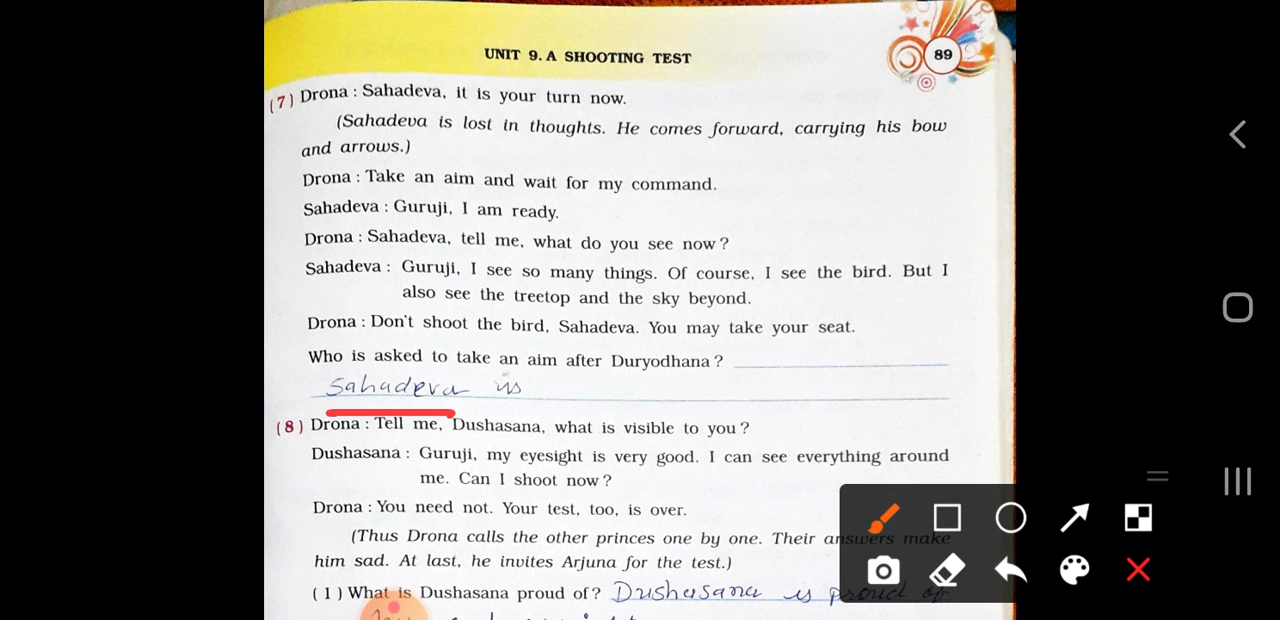 UNIT 9. A SHOOTING TEST
89
(7) Drona : Sahadeva, it is your turn now.
(Sahadeva is lost in thoughts. He comes forward, carrying his bow
and arrows.)
Drona : Take an aim and wait for my command.
Sahadeva : Guruji, I am ready.
Drona : Sahadeva, tell me, what do you see now?
Sahadeva : Guruji, I see so many things. Of course, I see the bird. But I
also see the treetop and the sky beyond.
Drona : Don't shoot the bird, Sahadeva. You may take your seat.
Who is asked to take an aim after Duryodhana?
Sahadeva is
(8) Drona : Tell me, Dushasana, what is visible to you?
Dushasana : Guruji, my eyesight is very good. I can see everything around
me. Can I shoot now?
Drona : You need not. Your test, too, is over.
(Thus Drona calls the other princes one by one. Their answers make
him sad. At last, he invites Arjuna for the test.)
(1) What is Dushasana proud of? Dushasana is proud of